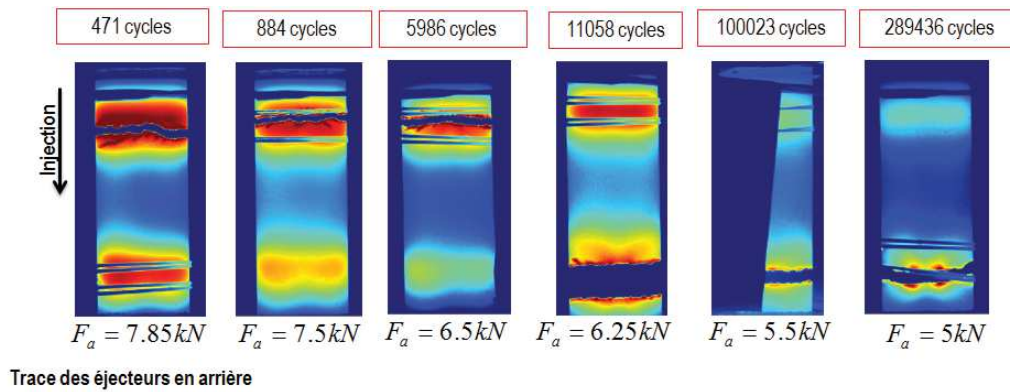 471 cycles
884 cycles
5986 cycles
11058 cycles
100023 cycles
289436 cycles
Injection
F_a = 7.85kN
F_a = 7.5kN
F_a = 6.5kN
F_a = 6.25kN
F_a = 5.5kN
F_a = 5kN
Trace des éjecteurs en arrière